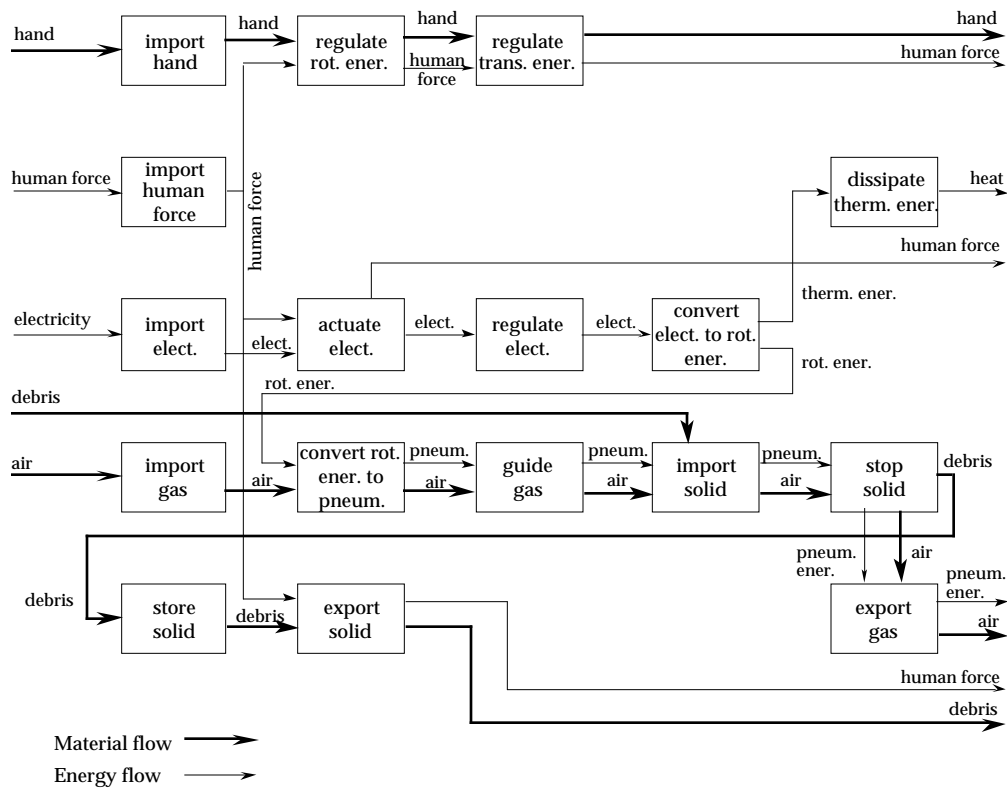 hand
import
hand
hand
regulate
rot. ener.
hand
human
force
regulate
trans. ener.
hand
human force
human force
import
human
force
human force
dissipate
therm. ener.
heat
human force
therm. ener.
electricity
import
elect.
elect.
actuate
elect.
elect.
regulate
elect.
elect.
convert
elect. to rot.
ener.
rot. ener.
rot. ener.
debris
air
import
gas
air
convert rot.
ener. to
pneum.
pneum.
air
guide
gas
pneum.
air
import
solid
pneum.
air
stop
solid
debris
pneum.
ener.
air
debris
store
solid
debris
export
solid
export
gas
pneum.
ener.
air
human force
debris
Material flow
Energy flow